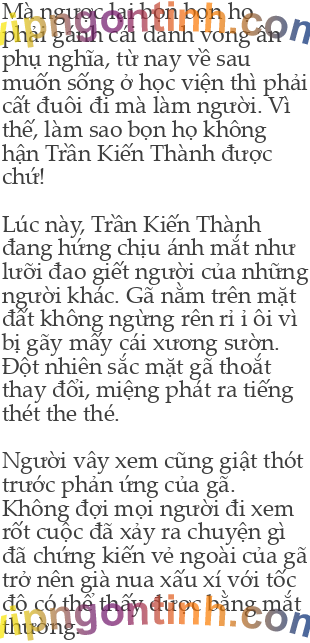 Mà ngược lại bọn bọn họ
phải gánh cái danh vong ân
phụ nghĩa, từ nay về sau
muốn sống ở học viện thì phải
cất đuôi đi mà làm người. Vì
thế, làm sao bọn họ không
hận Trần Kiến Thành được
chứ!
Lúc này, Trần Kiến Thành
đang hứng chịu ánh mắt như
lưỡi đao giết người của những
người khác. Gã nằm trên mặt
đất không ngừng rên rỉ ỉ ôi vì
bị gãy mấy cái xương sườn.
Đột nhiên sắc mặt gã thoắt
thay đổi, miệng phát ra tiếng
thét the thé.
Người vây xem cũng giật thót
trước phản ứng của gã.
Không đợi mọi người đi xem
rốt cuộc đã xảy ra chuyện gì
đã chứng kiến vẻ ngoài của gã
trở nên già nua xấu xí với tốc
độ có thể thấy được bằng mắt
thường.
vipngontinh.com
vipngontinh.com